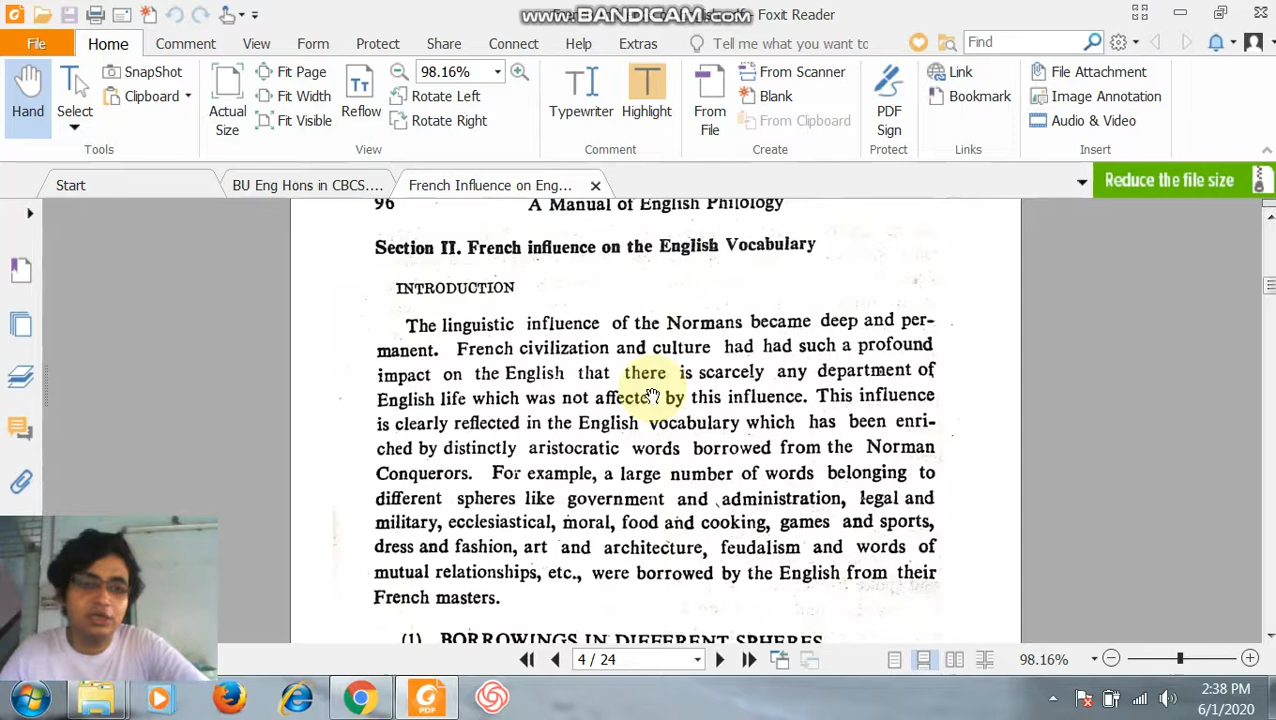 www.BANDICAM.com
Foxit Reader
File Home Comment View Form Protect Share Connect Help Extras Tell me what you want to Find
Hand
Select
SnapShot
Clipboard
Tools
Actual Size
Fit Page
Fit Width
Fit Visible
Reflow
98.16%
Rotate Left
Rotate Right
View
Typewriter
Highlight
Comment
From File
From Scanner
Blank
From Clipboard
Create
PDF Sign
Protect
Link
Bookmark
Links
File Attachment
Image Annotation
Audio & Video
Insert
Start BU Eng Hons in CBCS.... French Influence on Eng... Reduce the file size
96 A Manual of English Philology
Section II. French influence on the English Vocabulary
INTRODUCTION
The linguistic influence of the Normans became deep and per-
manent. French civilization and culture had had such a profound
impact on the English that there is scarcely any department of
English life which was not affected by this influence. This influence
is clearly reflected in the English vocabulary which has been enri-
ched by distinctly aristocratic words borrowed from the Norman
Conquerors. For example, a large number of words belonging to
different spheres like government and administration, legal and
military, ecclesiastical, moral, food and cooking, games and sports,
dress and fashion, art and architecture, feudalism and words of
mutual relationships, etc., were borrowed by the English from their
French masters.
(1) BORROWINGS IN DIFFERENT SPHERES
4 / 24 98.16%
PDF
2:38 PM
6/1/2020